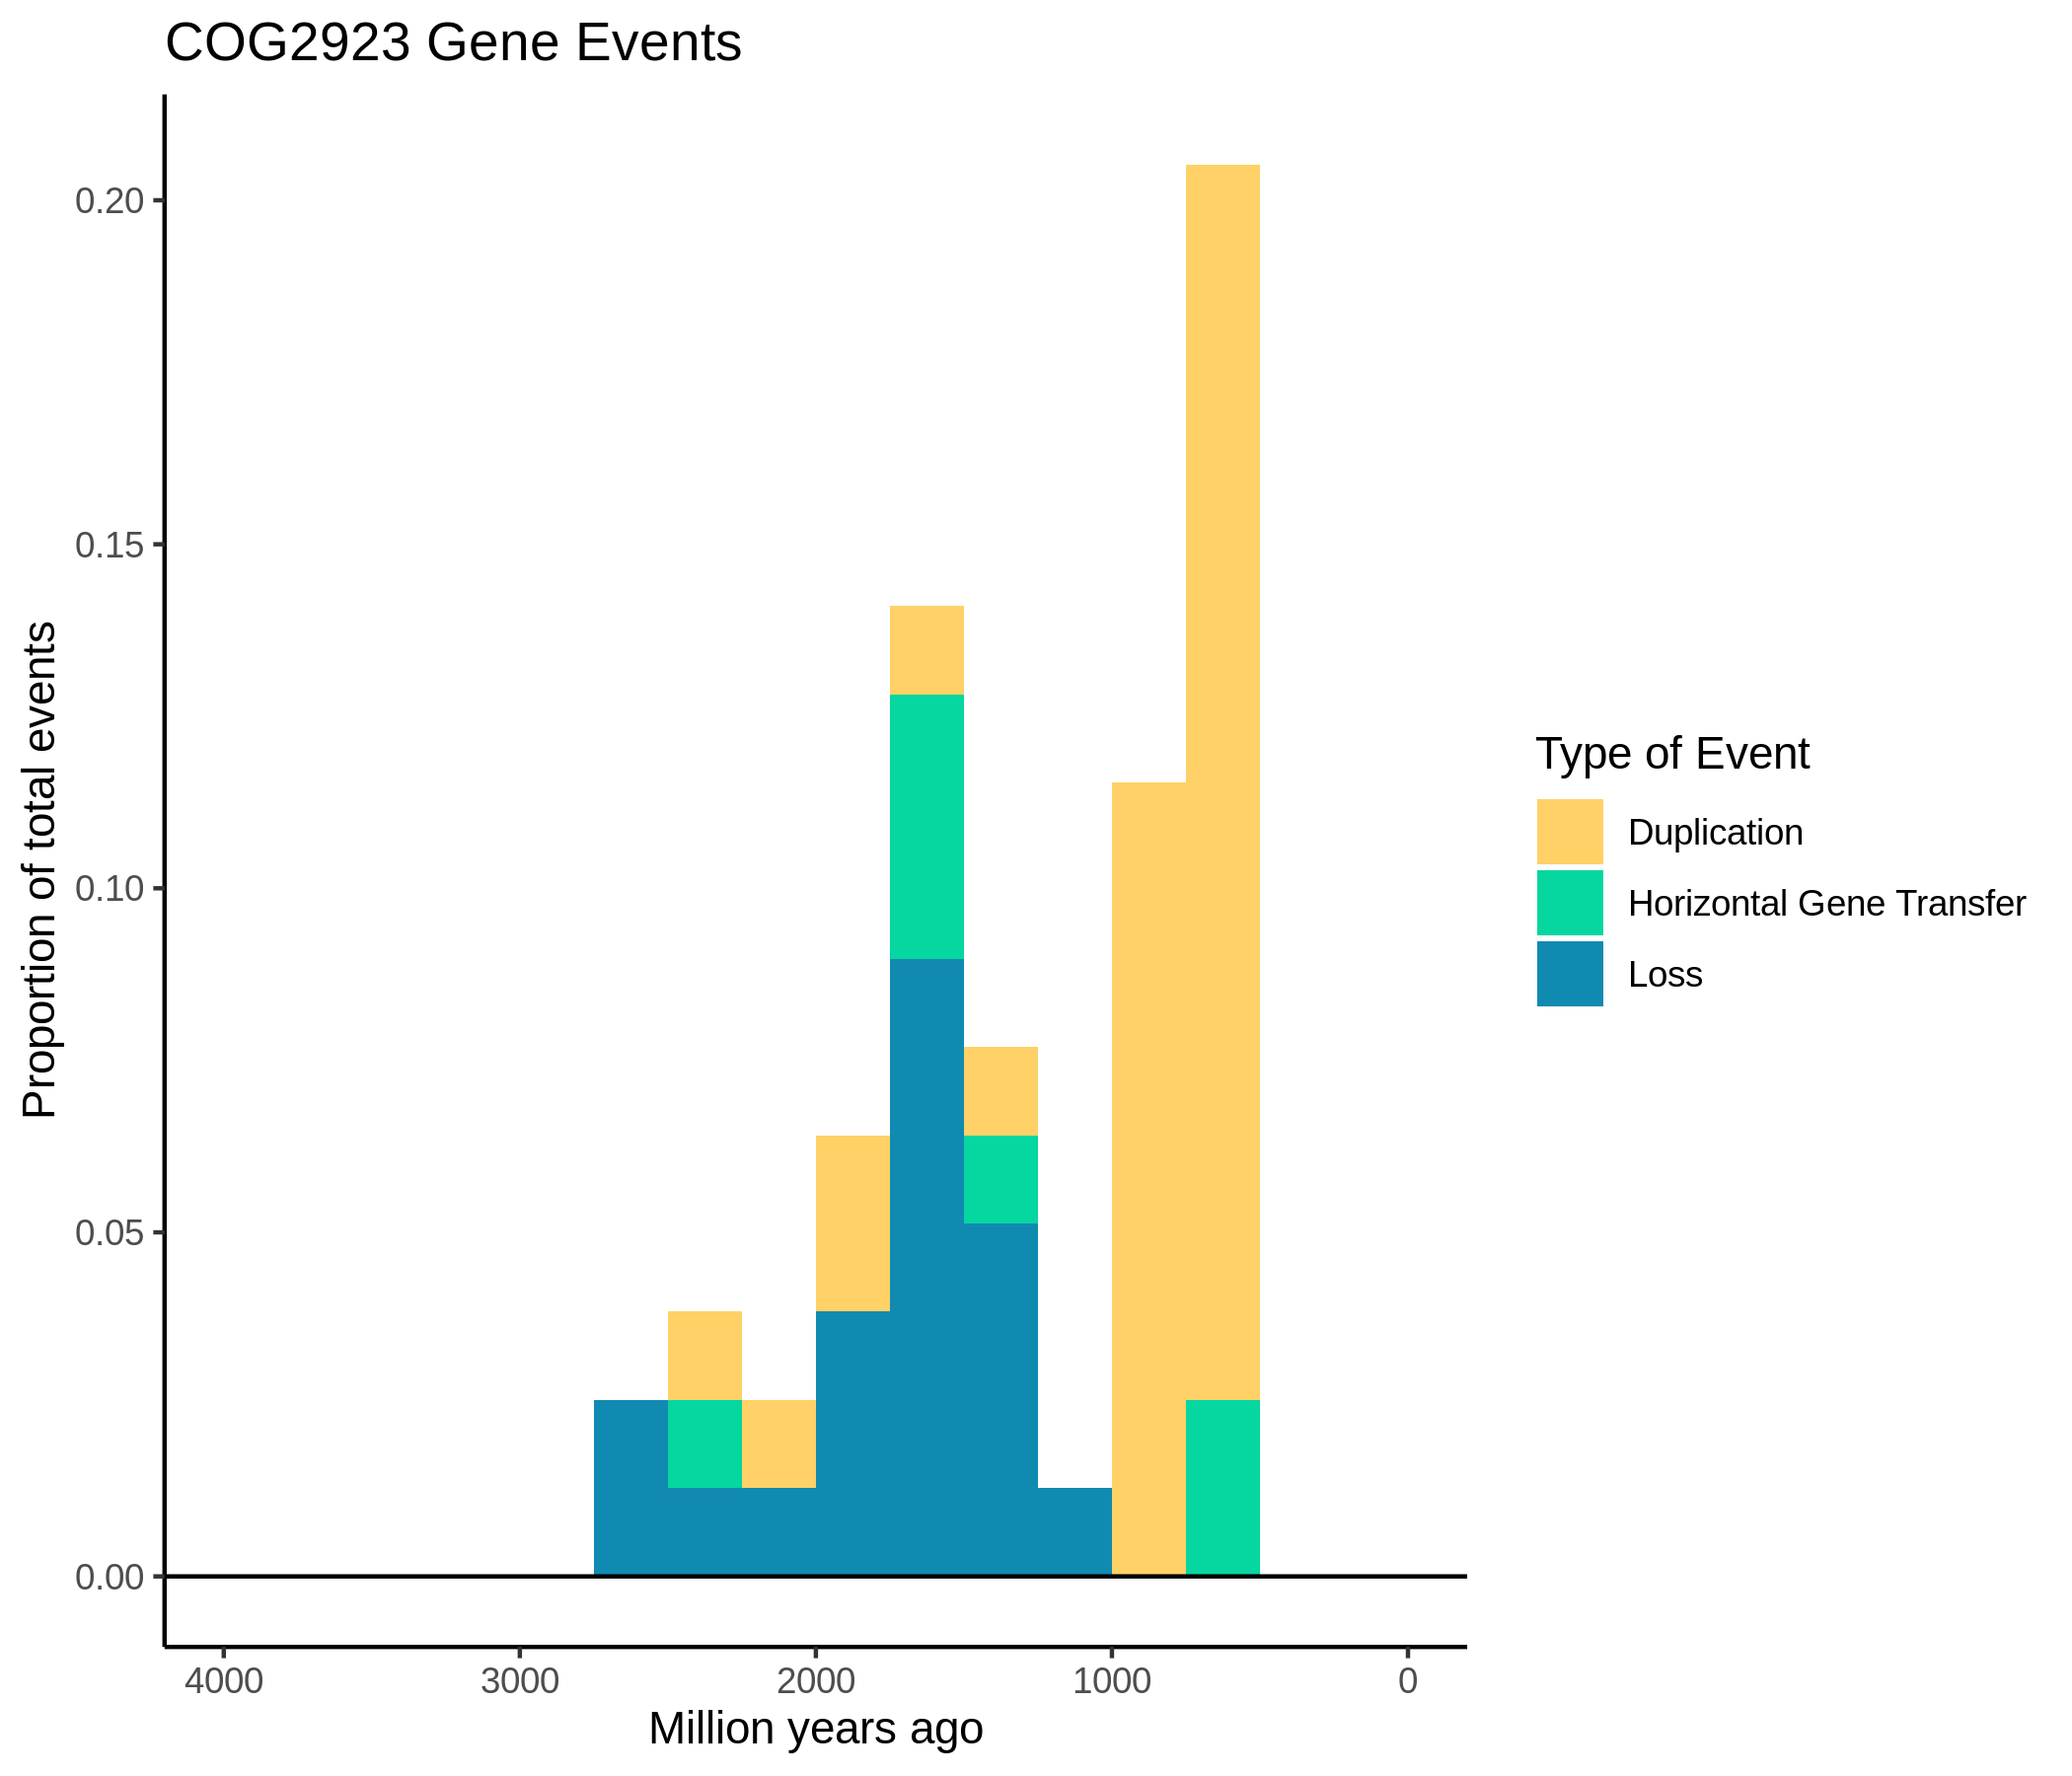 COG2923 Gene Events
Proportion of total events
0.20
0.15
0.10
0.05
0.00
4000 3000 2000 1000 0
Million years ago
Type of Event
Duplication
Horizontal Gene Transfer
Loss